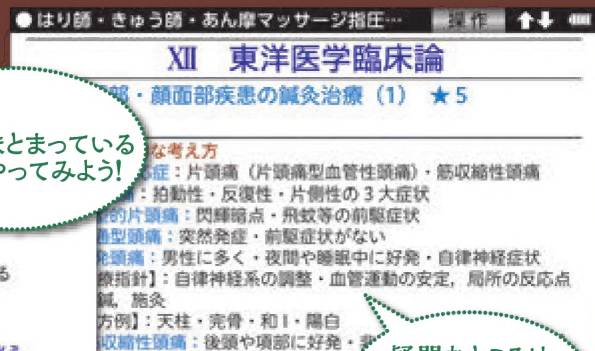 ●はり師・きゅう師・あん摩マッサージ指圧… 操作
XII 東洋医学臨床論
部・顔面部疾患の鍼灸治療（1） ★5
まとまっている
やってみよう!
な考え方
応症：片頭痛（片頭痛型血管性頭痛）・筋収縮性頭痛
：拍動性・反復性・片側性の3大症状
的片頭痛：閃輝暗点・飛蚊等の前駆症状
通型頭痛：突然発症・前駆症状がない
発頭痛：男性に多く・夜間や睡眠中に好発・自律神経症状
療指針】：自律神経系の調整・血管運動の安定，局所の反応点
鍼，施灸
方例】：天柱・完骨・和l・陽白
収縮性頭痛：後頭や項部に好発・
る